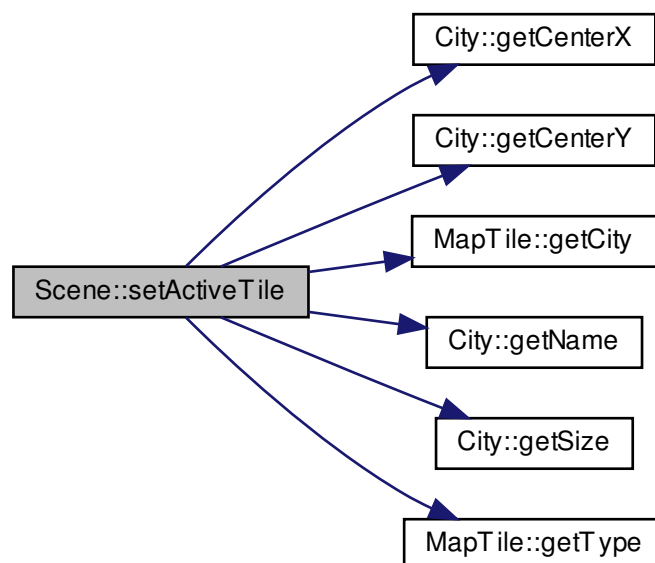 City::getCenterX
City::getCenterY
MapTile::getCity
Scene::setActiveTile
City::getName
City::getSize
MapTile::getType